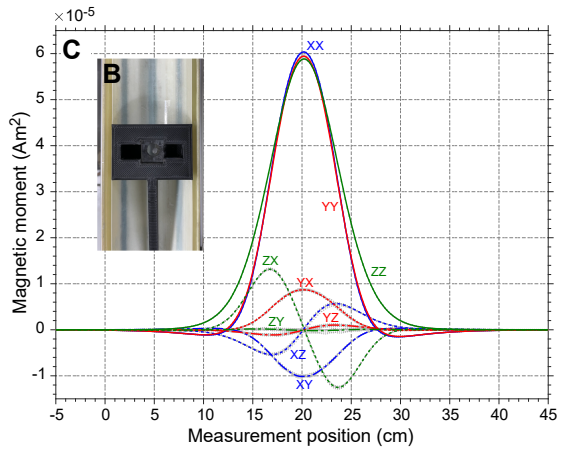 ×10⁻⁵
C
B
6
5
4
3
2
1
0
-1
Magnetic moment (Am²)
XX
YY
ZZ
ZX
YX
ZY
YZ
XZ
XY
-5 0 5 10 15 20 25 30 35 40 45
Measurement position (cm)